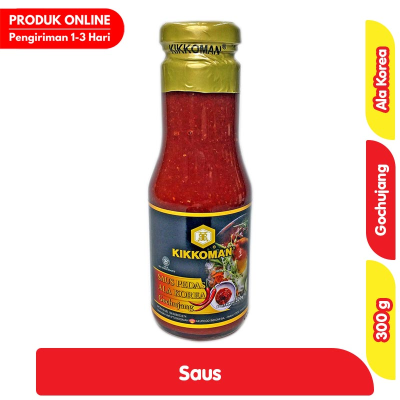 PRODUK ONLINE
Pengiriman 1-3 Hari
KIKKOMAN
KIKKOMAN
SAUS PEDAS
ALA KOREA
Gochujang
Ala Korea
Gochujang
300 g
Saus